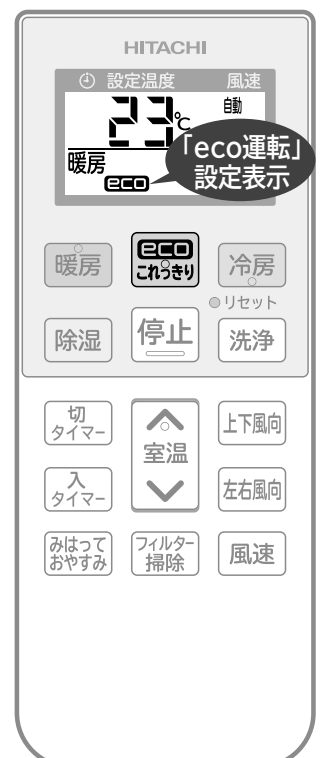 HITACHI
設定温度 風速
23℃ 自動
暖房
eco
「eco運転」
設定表示
暖房
eco
これっきり
冷房
リセット
除湿
停止
洗浄
切
タイマー
室温
上下風向
入
タイマー
左右風向
みはって
おやすみ
フィルター
掃除
風速